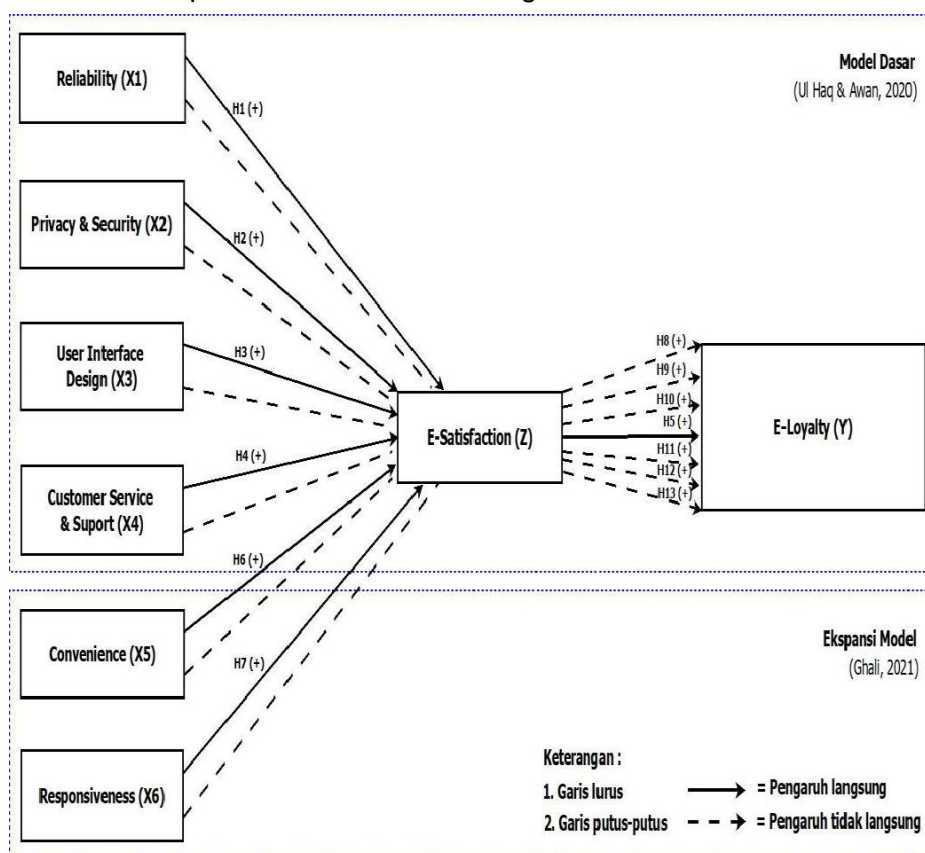 Reliability (X1)
Model Dasar
(Ul Haq & Awan, 2020)
H1 (+)
Privacy & Security (X2)
H2 (+)
User Interface
Design (X3)
H3 (+)
H8 (+)
H9 (+)
H10 (+)
H5 (+)
H11 (+)
H12 (+)
H13 (+)
E-Satisfaction (Z)
E-Loyalty (Y)
H4 (+)
Customer Service
& Suport (X4)
H6 (+)
Convenience (X5)
Ekspansi Model
(Ghali, 2021)
H7 (+)
Responsiveness (X6)
Keterangan :
1. Garis lurus = Pengaruh langsung
2. Garis putus-putus = Pengaruh tidak langsung